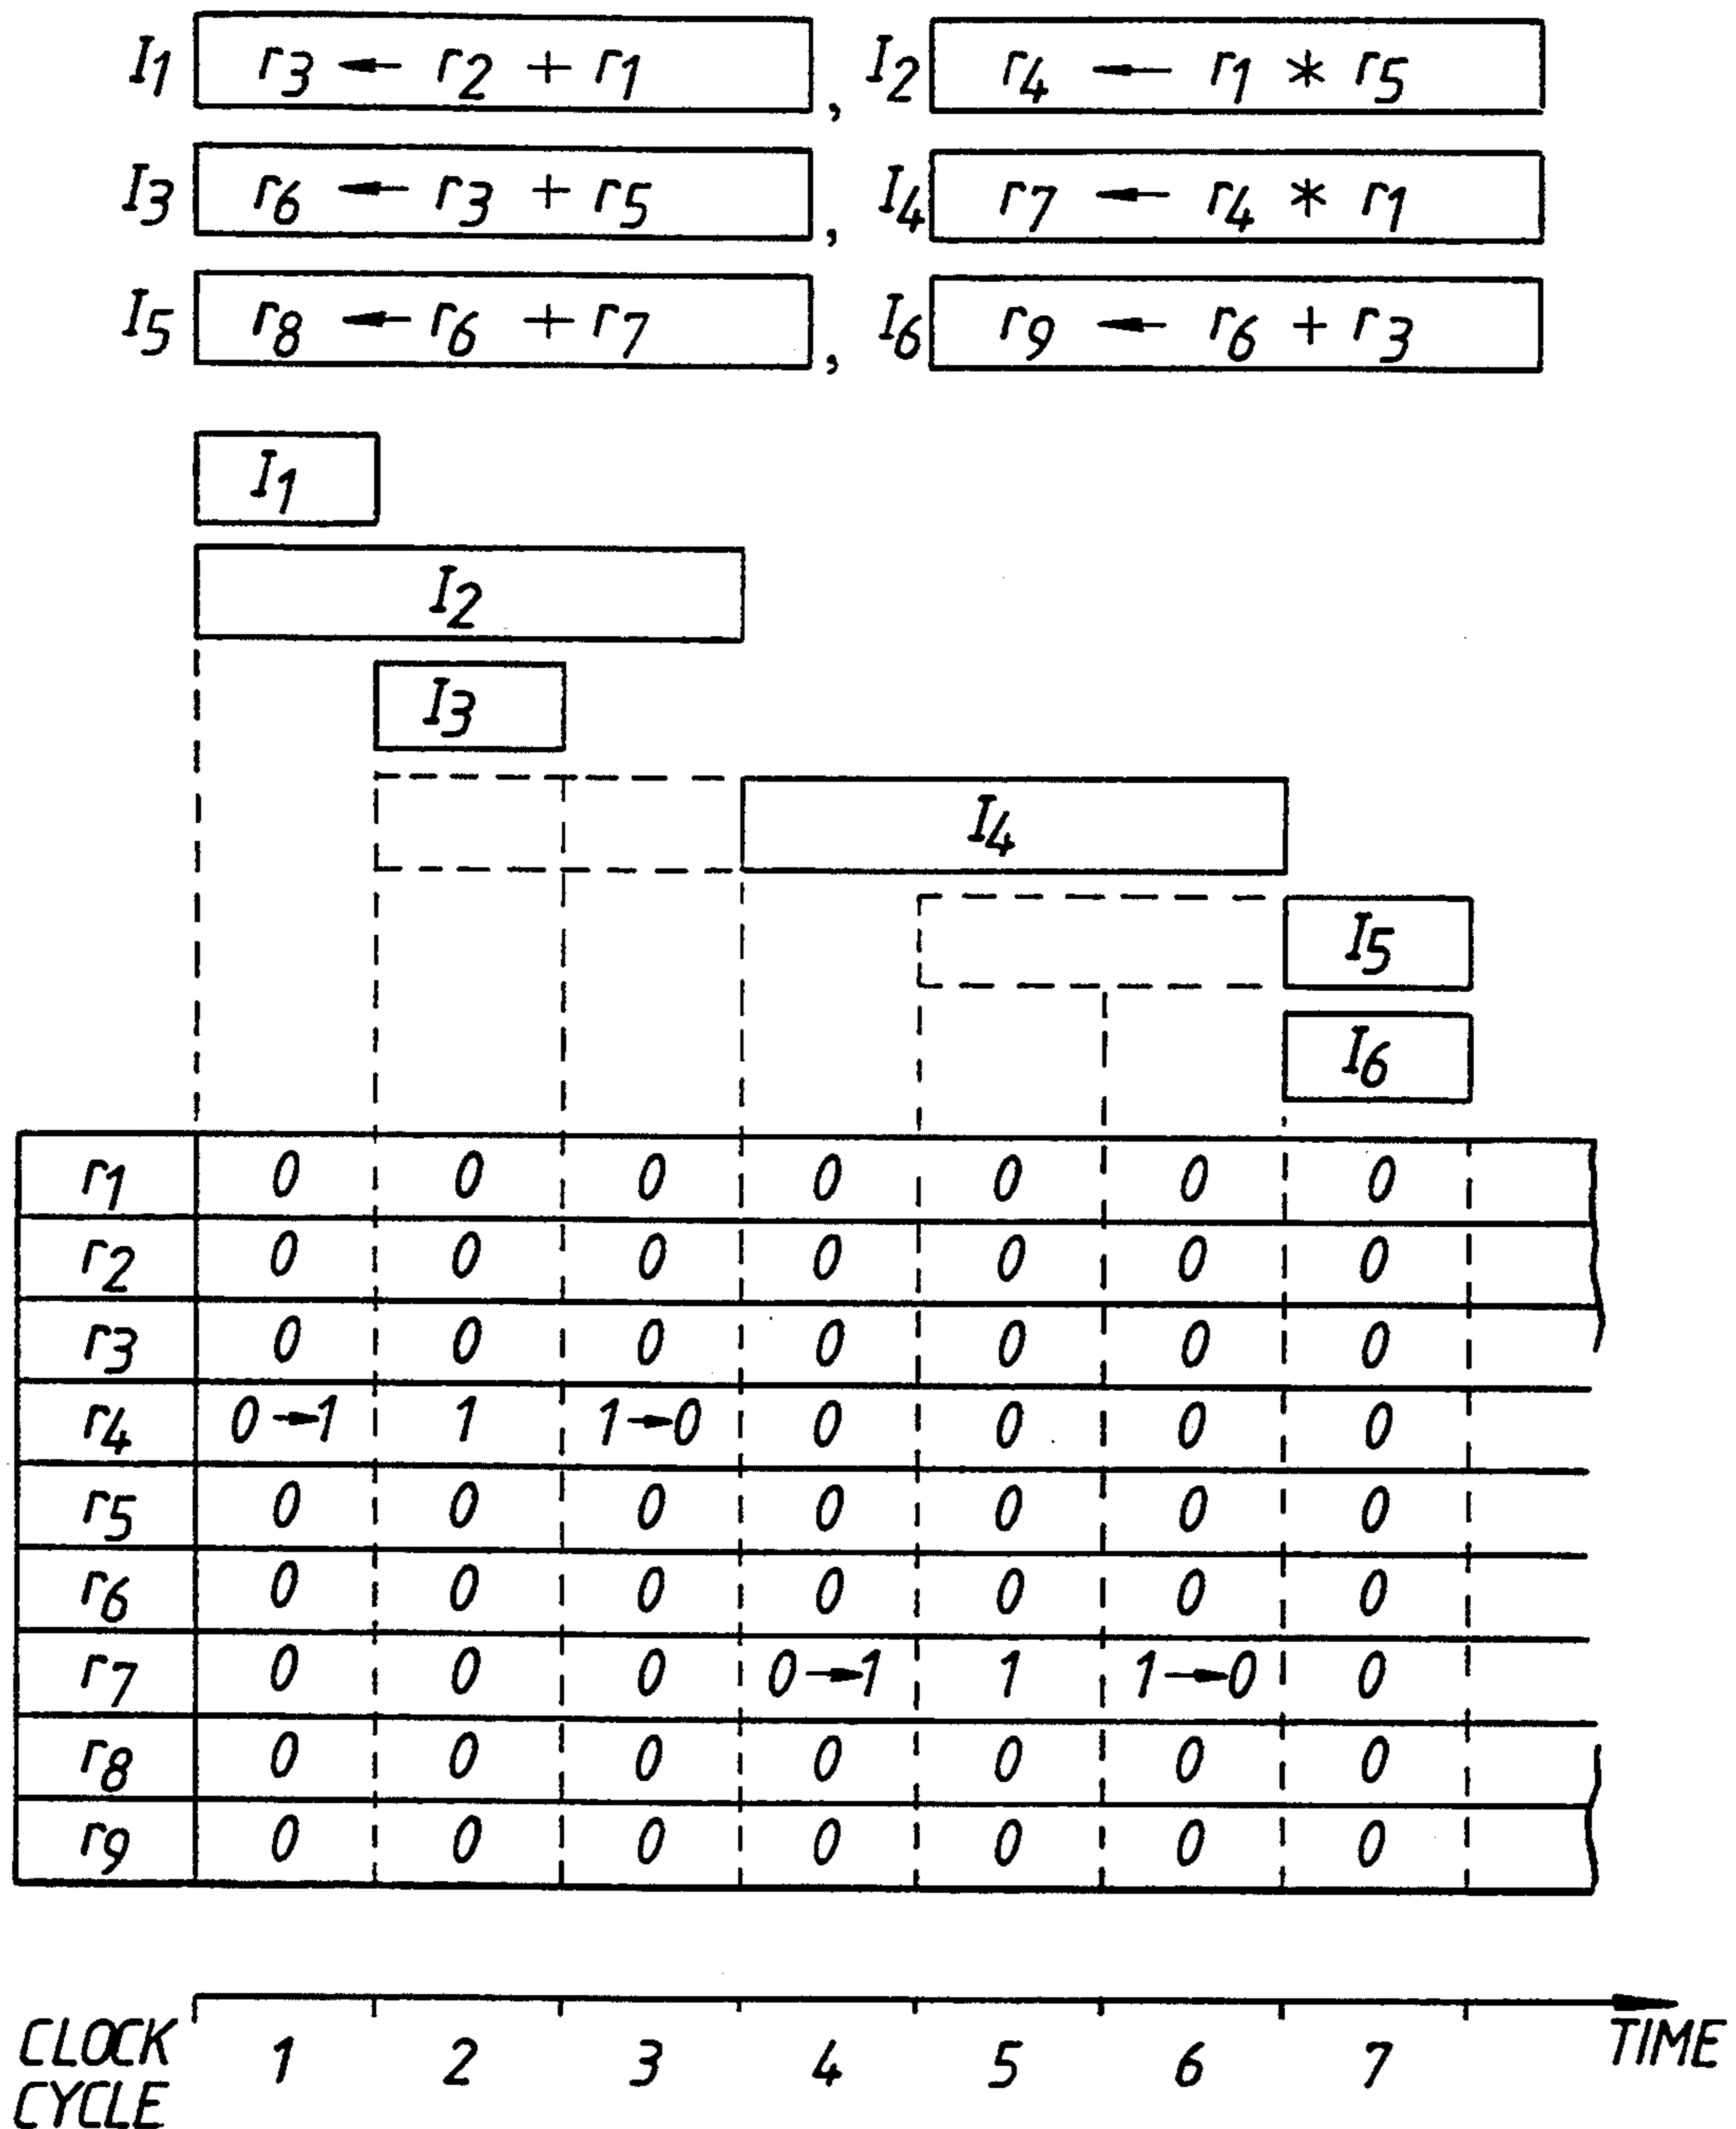 I1 r3 ← r2 + r1 , I2 r4 ← r1 * r5
I3 r6 ← r3 + r5 , I4 r7 ← r4 * r1
I5 r8 ← r6 + r7 , I6 r9 ← r6 + r3
I1
I2
I3
I4
I5
I6
r1 0 0 0 0 0 0 0
r2 0 0 0 0 0 0 0
r3 0 0 0 0 0 0 0
r4 0→1 1 1→0 0 0 0 0
r5 0 0 0 0 0 0 0
r6 0 0 0 0 0 0 0
r7 0 0 0 0→1 1 1→0 0
r8 0 0 0 0 0 0 0
r9 0 0 0 0 0 0 0
CLOCK 1 2 3 4 5 6 7 TIME
CYCLE